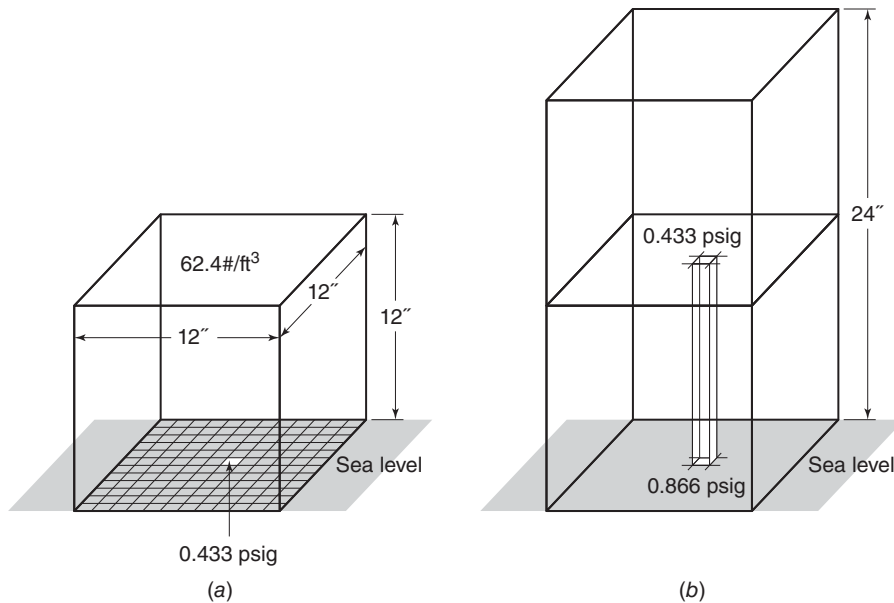 62.4#/ft³
12″
12″
12″
Sea level
0.433 psig
(a)
24″
0.433 psig
Sea level
0.866 psig
(b)